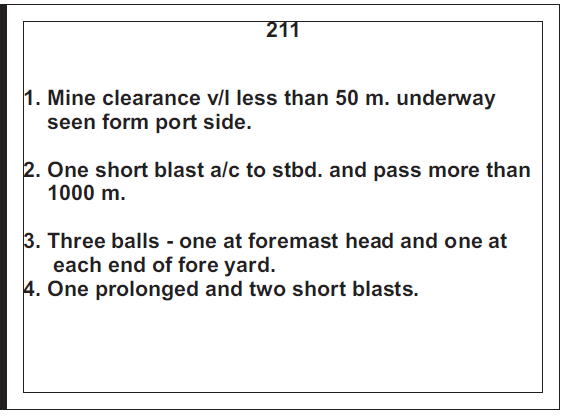 211
1. Mine clearance v/l less than 50 m. underway
seen form port side.
2. One short blast a/c to stbd. and pass more than
1000 m.
3. Three balls - one at foremast head and one at
each end of fore yard.
4. One prolonged and two short blasts.